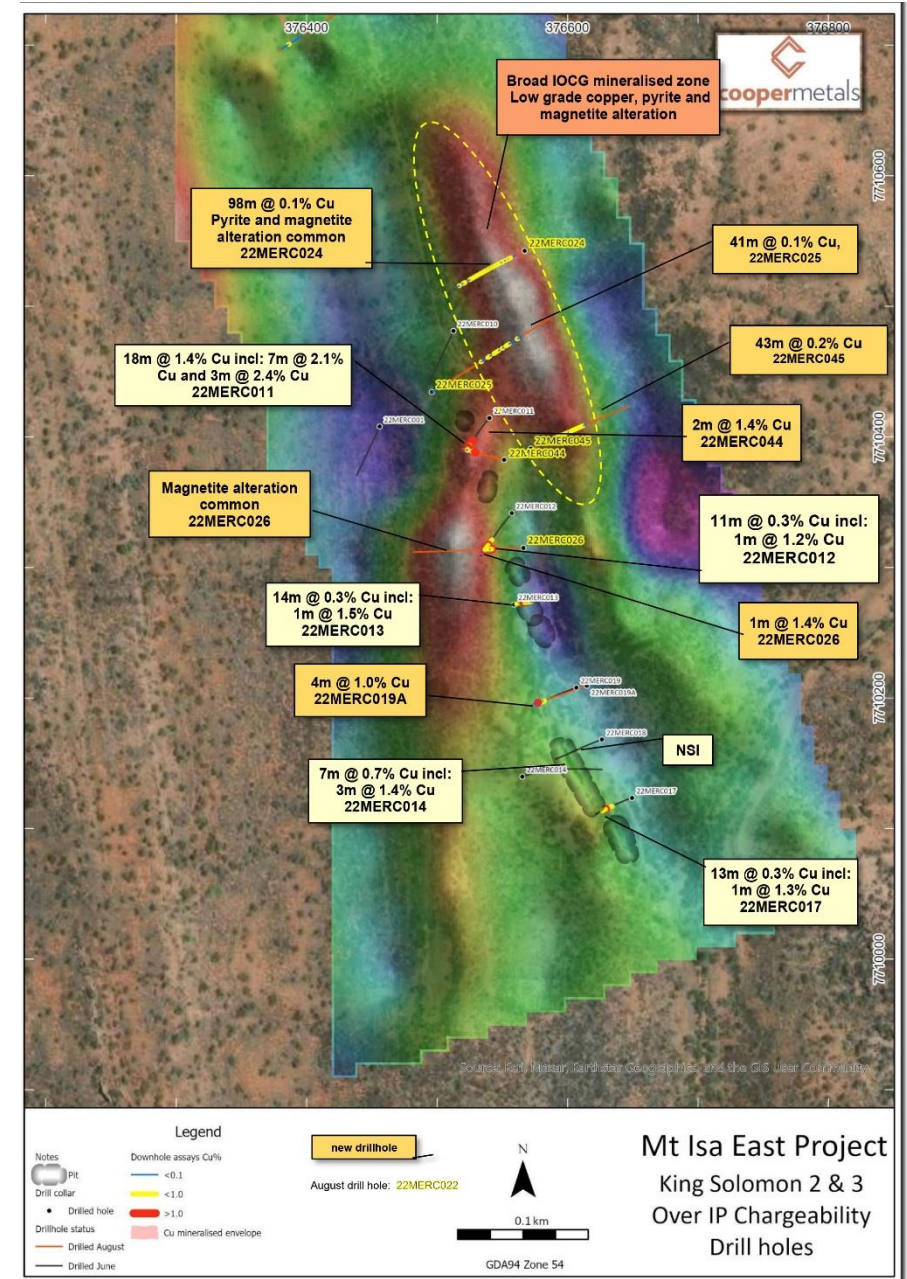 376400
376600
376800
coopermetals
Broad IOCG mineralised zone
Low grade copper, pyrite and
magnetite alteration
7710600
98m @ 0.1% Cu
Pyrite and magnetite
alteration common
22MERC024
22MERC024
41m @ 0.1% Cu,
22MERC025
22MERC010
18m @ 1.4% Cu incl: 7m @ 2.1%
Cu and 3m @ 2.4% Cu
22MERC011
43m @ 0.2% Cu
22MERC045
22MERC025
22MERC011
22MERC001
2m @ 1.4% Cu
22MERC044
7710400
22MERC045
22MERC044
Magnetite alteration
common
22MERC026
22MERC012
11m @ 0.3% Cu incl:
1m @ 1.2% Cu
22MERC012
22MERC026
14m @ 0.3% Cu incl:
1m @ 1.5% Cu
22MERC013
22MERC013
1m @ 1.4% Cu
22MERC026
4m @ 1.0% Cu
22MERC019A
22MERC019
22MERC019A
7710200
22MERC018
NSI
7m @ 0.7% Cu incl:
3m @ 1.4% Cu
22MERC014
22MERC014
22MERC017
13m @ 0.3% Cu incl:
1m @ 1.3% Cu
22MERC017
7710000
Source: Esri, Maxar, Earthstar Geographics, and the GIS User Community
Legend
Notes
Pit
Drill collar
Drilled hole
Drillhole status
Drilled August
Drilled June
Downhole assays Cu%
<0.1
<1.0
>1.0
Cu mineralised envelope
new drillhole
August drill hole: 22MERC022
N
0.1 km
GDA94 Zone 54
Mt Isa East Project
King Solomon 2 & 3
Over IP Chargeability
Drill holes